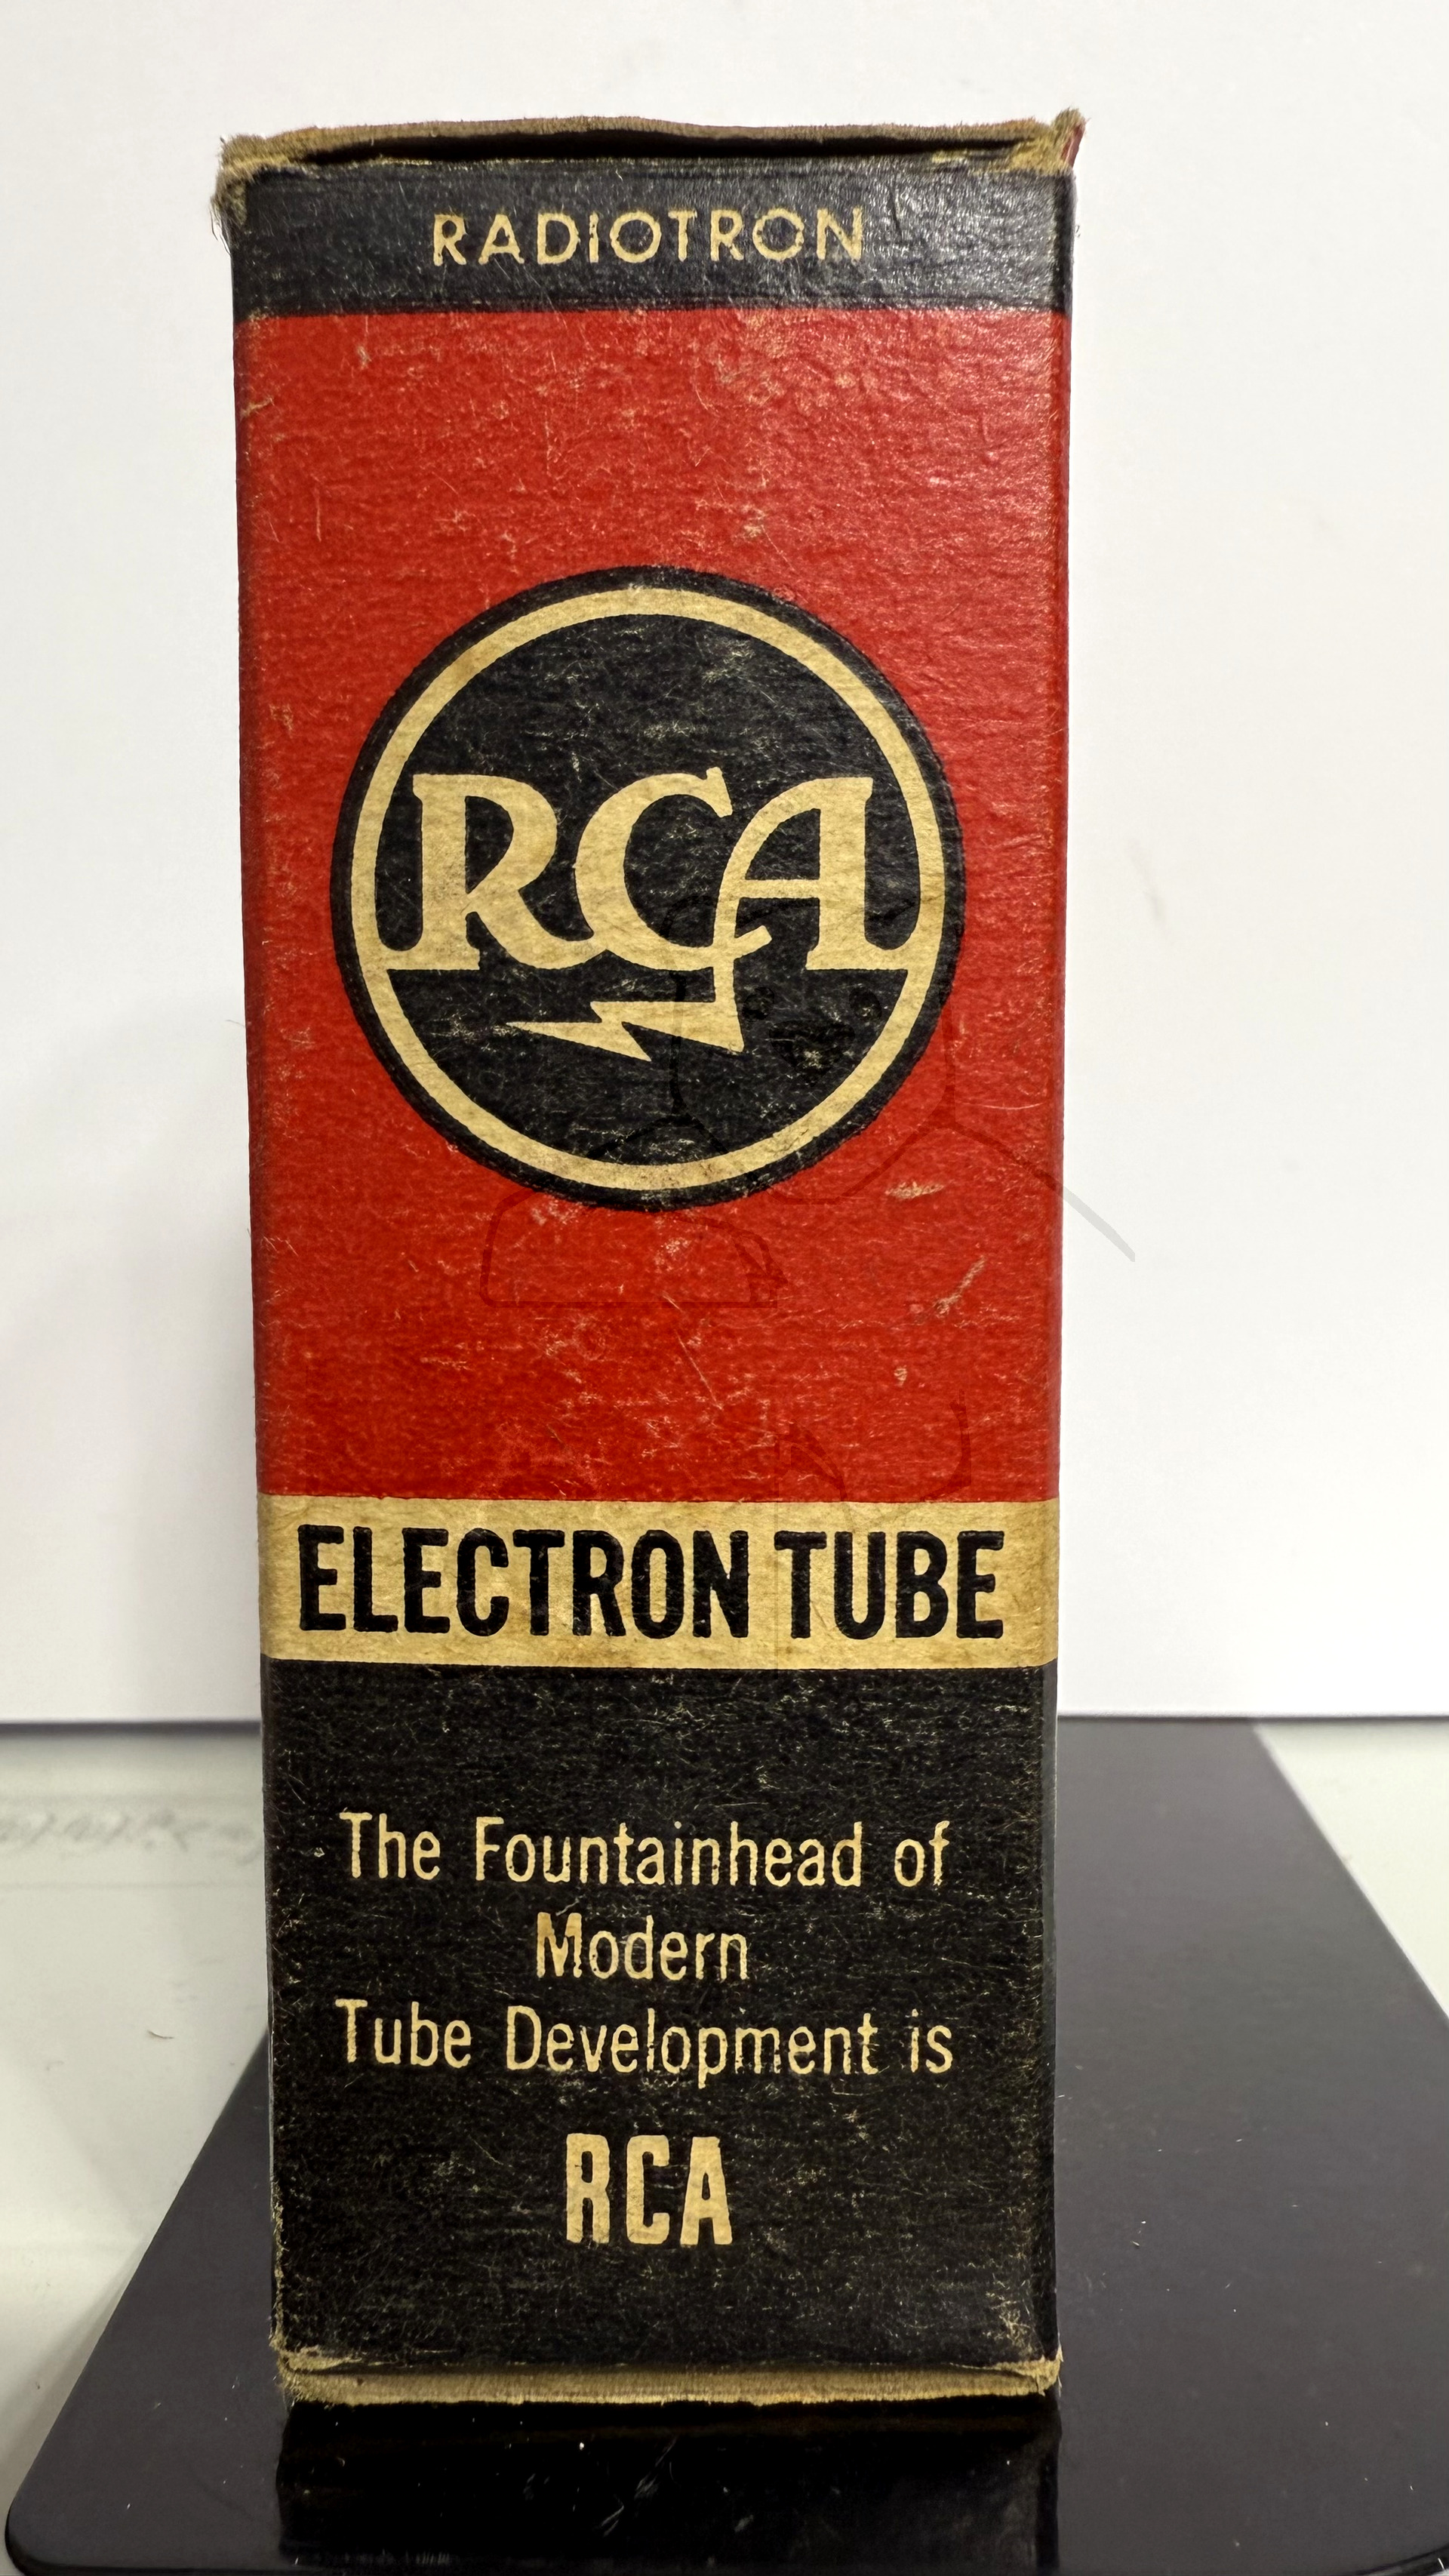 RADIOTRON
RCA
ELECTRON TUBE
The Fountainhead of
Modern
Tube Development is
RCA